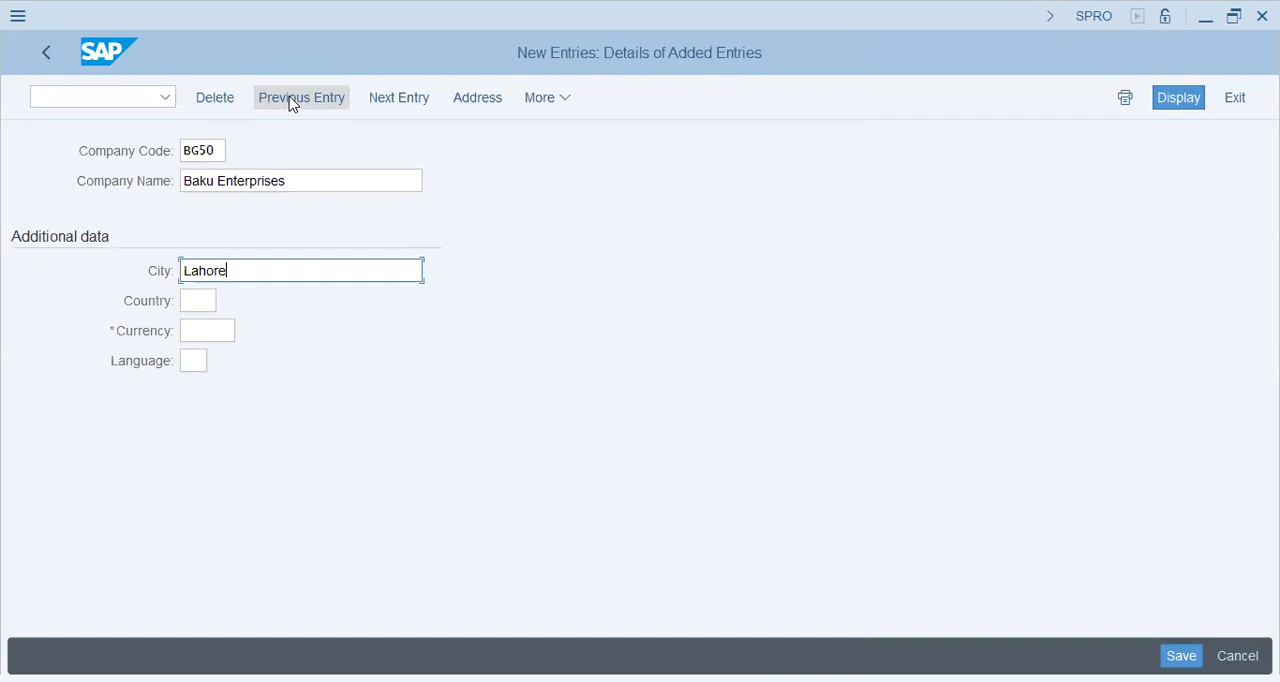 SPRO
SAP New Entries: Details of Added Entries
Delete Previous Entry Next Entry Address More Display Exit
Company Code: BG50
Company Name: Baku Enterprises
Additional data
City: Lahore
Country:
*Currency:
Language:
Save Cancel